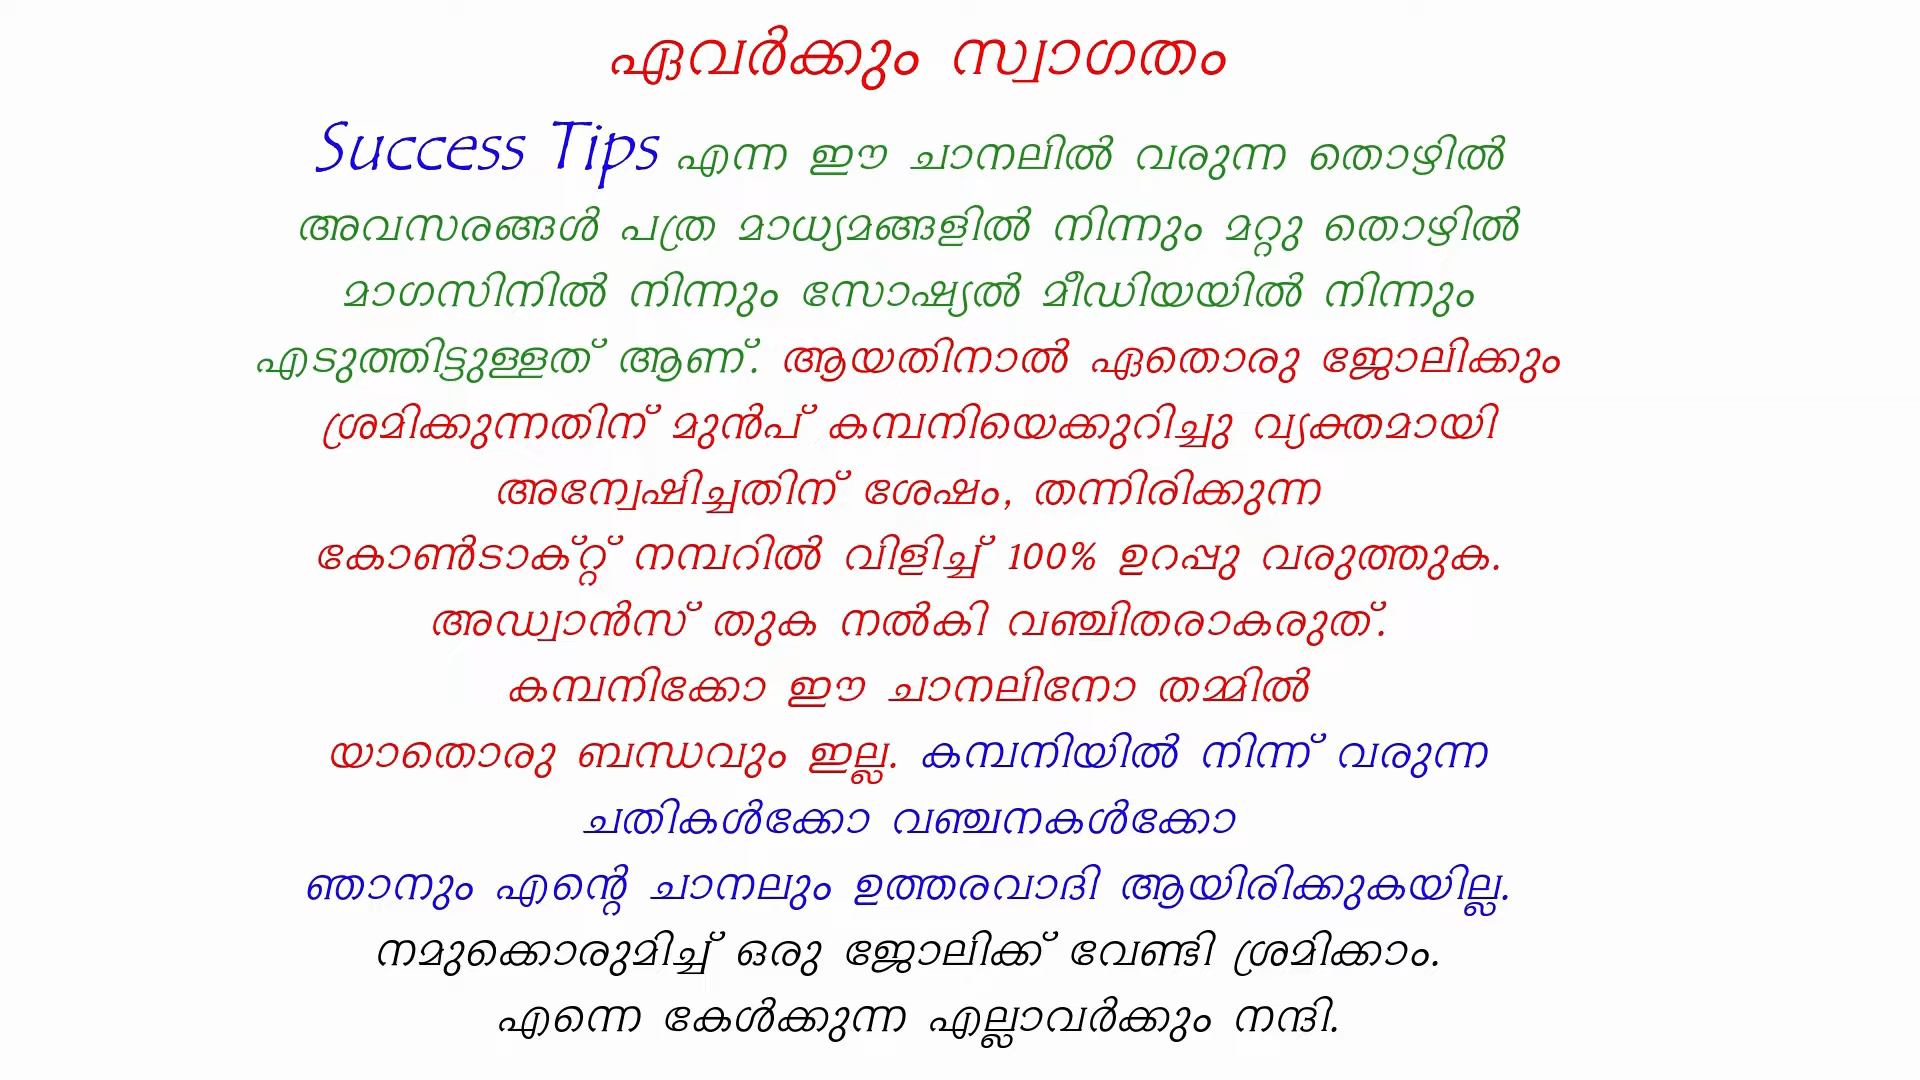 ഏവർക്കും സ്വാഗതം
Success Tips എന്ന ഈ ചാനലിൽ വരുന്ന തൊഴിൽ
അവസരങ്ങൾ പത്ര മാധ്യമങ്ങളിൽ നിന്നും മറ്റു തൊഴിൽ
മാഗസിനിൽ നിന്നും സോഷ്യൽ മീഡിയയിൽ നിന്നും
എടുത്തിട്ടുള്ളത് ആണ്. ആയതിനാൽ ഏതൊരു ജോലിക്കും
ശ്രമിക്കുന്നതിന് മുൻപ് കമ്പനിയെക്കുറിച്ചു വ്യക്തമായി
അന്വേഷിച്ചതിന് ശേഷം, തന്നിരിക്കുന്ന
കോൺടാക്റ്റ് നമ്പറിൽ വിളിച്ച് 100% ഉറപ്പു വരുത്തുക.
അഡ്വാൻസ് തുക നൽകി വഞ്ചിതരാകരുത്.
കമ്പനിക്കോ ഈ ചാനലിനോ തമ്മിൽ
യാതൊരു ബന്ധവും ഇല്ല. കമ്പനിയിൽ നിന്ന് വരുന്ന
ചതികൾക്കോ വഞ്ചനകൾക്കോ
ഞാനും എന്റെ ചാനലും ഉത്തരവാദി ആയിരിക്കുകയില്ല.
നമുക്കൊരുമിച്ച് ഒരു ജോലിക്ക് വേണ്ടി ശ്രമിക്കാം.
എന്നെ കേൾക്കുന്ന എല്ലാവർക്കും നന്ദി.